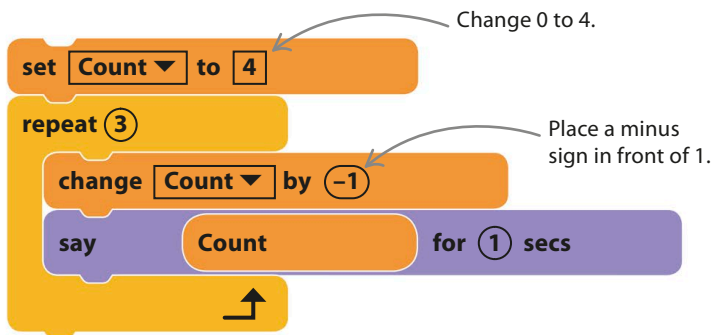 Change 0 to 4.
set Count to 4
repeat 3
Place a minus
sign in front of 1.
change Count by –1
say Count for 1 secs